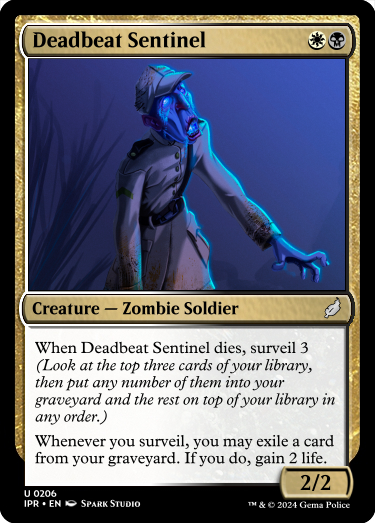 Deadbeat Sentinel
Creature — Zombie Soldier
When Deadbeat Sentinel dies, surveil 3
(Look at the top three cards of your library,
then put any number of them into your
graveyard and the rest on top of your library in
any order.)
Whenever you surveil, you may exile a card
from your graveyard. If you do, gain 2 life.
2/2
U 0206
IPR • EN SPARK STUDIO
™ & © 2024 Gema Police